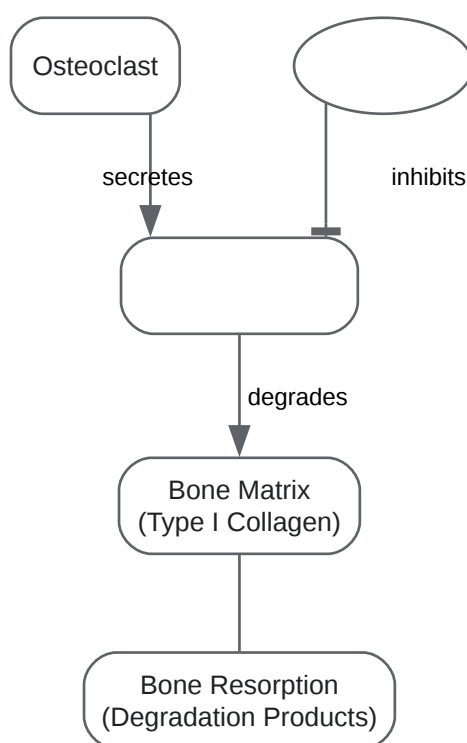 Osteoclast
secretes
inhibits
degrades
Bone Matrix
(Type I Collagen)
Bone Resorption
(Degradation Products)